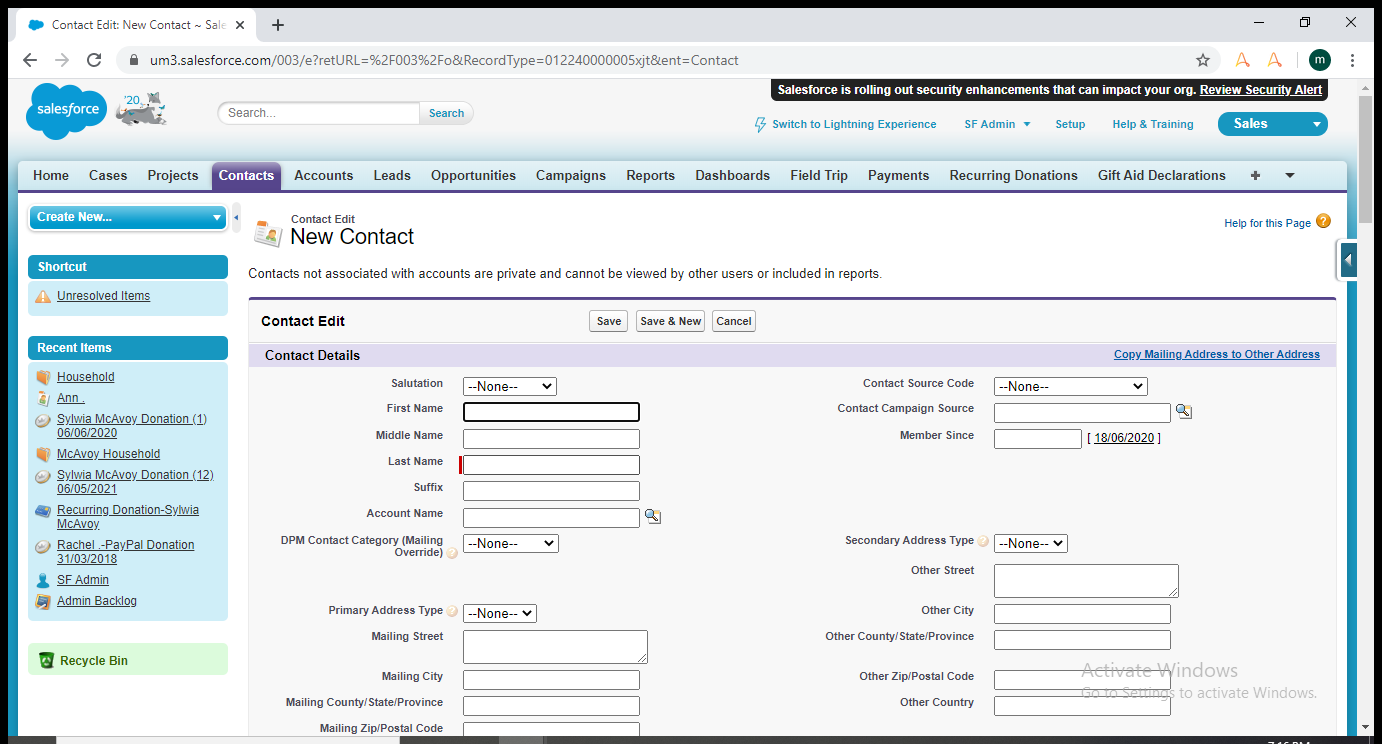 Contact Edit: New Contact ~ Sale
um3.salesforce.com/003/e?retURL=%2F003%2Fo&RecordType=012240000005xjt&ent=Contact
m
Salesforce is rolling out security enhancements that can impact your org. Review Security Alert
salesforce
'20
Search...
Search
Switch to Lightning Experience
SF Admin
Setup
Help & Training
Sales
Home Cases Projects Contacts Accounts Leads Opportunities Campaigns Reports Dashboards Field Trip Payments Recurring Donations Gift Aid Declarations +
Create New...
Shortcut
Unresolved Items
Recent Items
Household
Ann .
Sylwia McAvoy Donation (1)
06/06/2020
McAvoy Household
Sylwia McAvoy Donation (12)
06/05/2021
Recurring Donation-Sylwia
McAvoy
Rachel .-PayPal Donation
31/03/2018
SF Admin
Admin Backlog
Recycle Bin
Contact Edit
New Contact
Help for this Page ?
Contacts not associated with accounts are private and cannot be viewed by other users or included in reports.
Contact Edit
Save
Save & New
Cancel
Contact Details
Copy Mailing Address to Other Address
Salutation
--None--
First Name
Middle Name
Last Name
Suffix
Account Name
DPM Contact Category (Mailing
Override) ?
--None--
Primary Address Type ?
--None--
Mailing Street
Mailing City
Mailing County/State/Province
Mailing Zip/Postal Code
Contact Source Code
--None--
Contact Campaign Source
Member Since
[ 18/06/2020 ]
Secondary Address Type ?
--None--
Other Street
Other City
Other County/State/Province
Other Zip/Postal Code
Other Country
Activate Windows
Go to Settings to activate Windows.